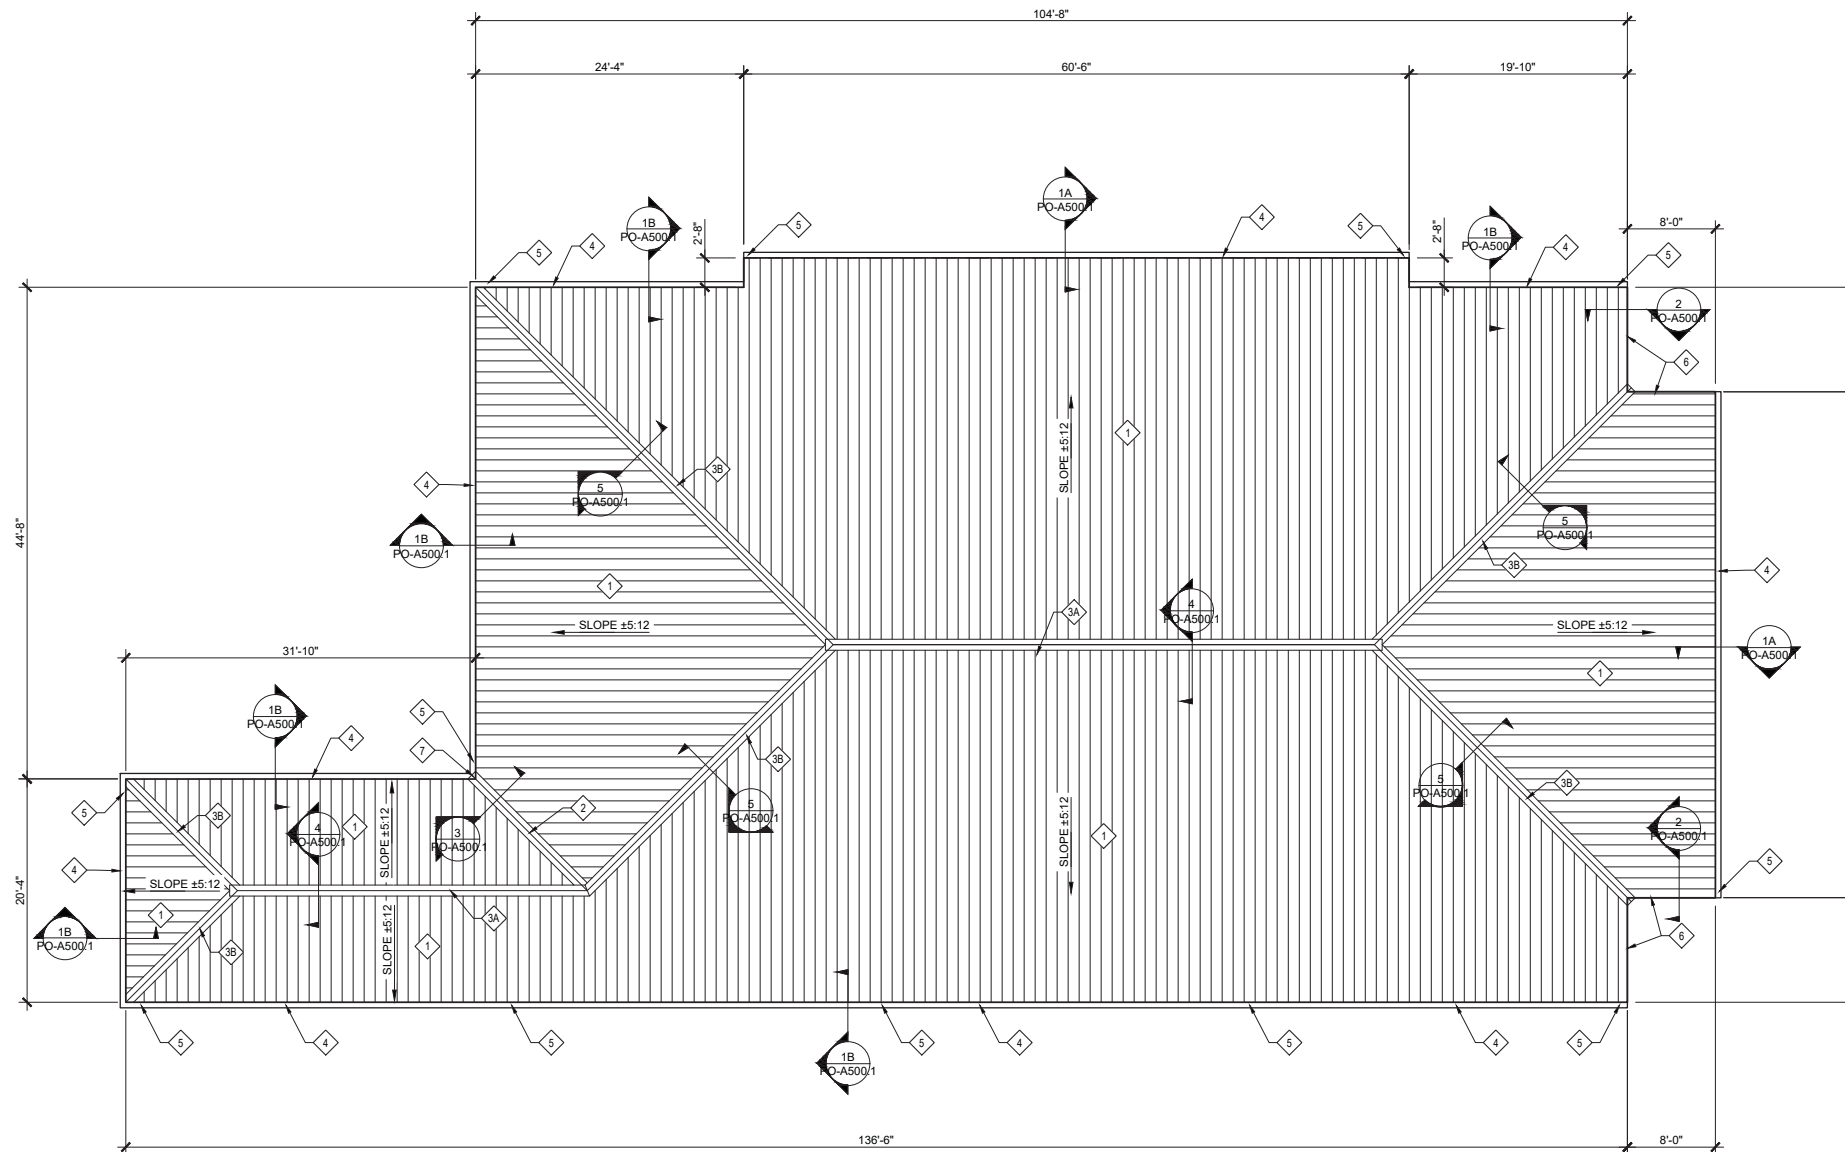 104'-8"
24'-4"
60'-6"
19'-10"
1A
PO-A500.1
1B
PO-A500.1
2'-8"
5
4
5
2'-8"
1B
PO-A500.1
8'-0"
5
4
4
5
2
PO-A500.1
6
SLOPE ±5:12
1
3B
4
5
PO-A500.1
44'-8"
1B
PO-A500.1
5
PO-A500.1
3B
4
1
4
PO-A500.1
3A
SLOPE ±5:12
SLOPE ±5:12
1A
PO-A500.1
31'-10"
1
1B
PO-A500.1
5
4
7
3B
5
PO-A500.1
3B
5
3B
4
PO-A500.1
1
SLOPE ±5:12
3
PO-A500.1
2
5
PO-A500.1
SLOPE ±5:12
1
2
PO-A500.1
4
5
20'-4"
SLOPE ±5:12
1
3A
1B
PO-A500.1
3B
SLOPE ±5:12
1
6
5
4
5
1B
PO-A500.1
5
4
5
4
5
136'-6"
8'-0"